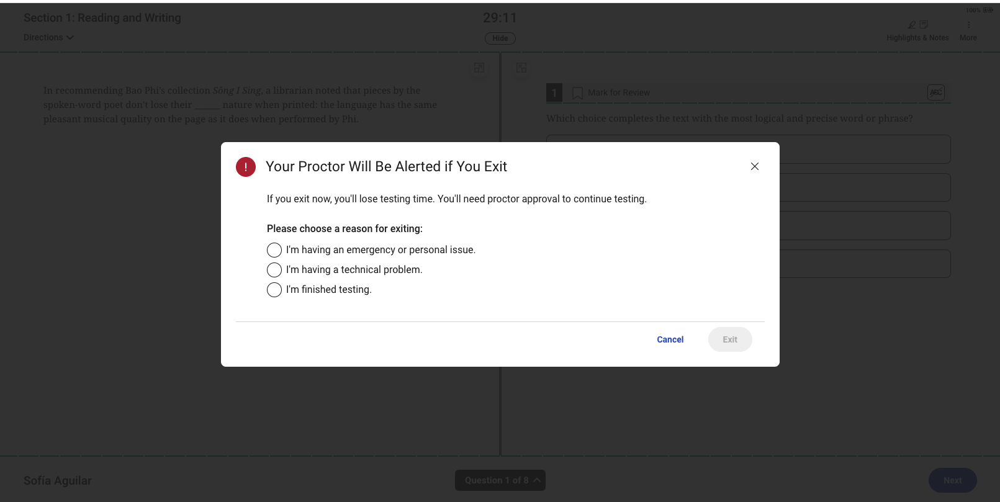 Section 1: Reading and Writing
Directions
29:11
Hide
100%
Highlights & Notes
More
In recommending Bao Phi's collection Sông I Sing, a librarian noted that pieces by the
spoken-word poet don't lose their ______ nature when printed: the language has the same
pleasant musical quality on the page as it does when performed by Phi.
1
Mark for Review
ABC
Which choice completes the text with the most logical and precise word or phrase?
!
Your Proctor Will Be Alerted if You Exit
If you exit now, you'll lose testing time. You'll need proctor approval to continue testing.
Please choose a reason for exiting:
I'm having an emergency or personal issue.
I'm having a technical problem.
I'm finished testing.
Cancel
Exit
Sofía Aguilar
Question 1 of 8
Next